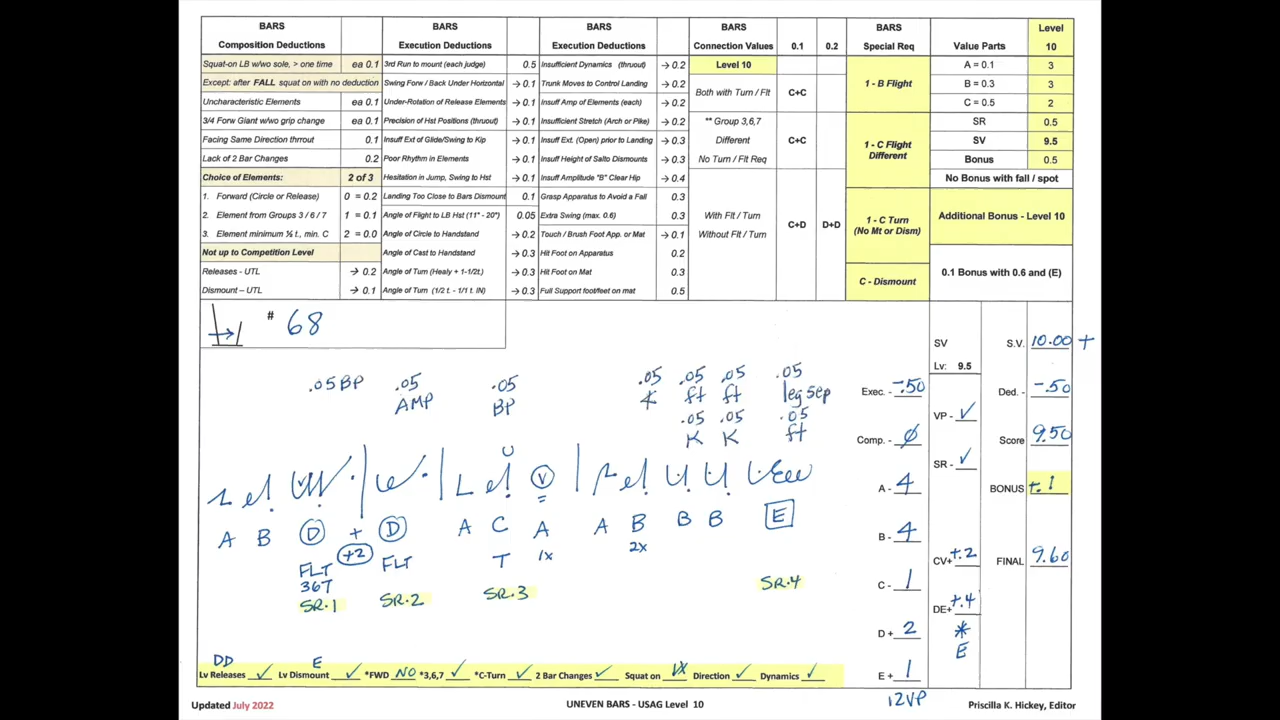 BARS BARS BARS BARS BARS Level
Composition Deductions Execution Deductions Execution Deductions Connection Values 0.1 0.2 Special Req Value Parts 10
Squat-on LB w/wo sole, > one time ea 0.1 3rd Run to mount (each judge) 0.5 Insufficient Dynamics (thruout) → 0.2 Level 10 A = 0.1 3
Except: after FALL squat on with no deduction Swing Forw / Back Under Horizontal → 0.1 Trunk Moves to Control Landing → 0.2 1 - B Flight B = 0.3 3
Uncharacteristic Elements ea 0.1 Under-Rotation of Release Elements → 0.1 Insuff Amp of Elements (each) → 0.2 Both with Turn / Flt C+C C = 0.5 2
3/4 Forw Giant w/wo grip change ea 0.1 Precision of Hst Positions (thruout) → 0.1 Insufficient Stretch (Arch or Pike) → 0.2 ** Group 3,6,7 SR 0.5
Facing Same Direction thrrout 0.1 Insuff Ext of Glide/Swing to Kip → 0.1 Insuff Ext. (Open) prior to Landing → 0.3 Different C+C 1 - C Flight Different SV 9.5
Lack of 2 Bar Changes 0.2 Poor Rhythm in Elements → 0.1 Insuff Height of Salto Dismounts → 0.3 No Turn / Flt Req Bonus 0.5
Choice of Elements: 2 of 3 Hesitation in Jump, Swing to Hst → 0.1 Insuff Amplitude "B" Clear Hip → 0.4 No Bonus with fall / spot
1. Forward (Circle or Release) 0 = 0.2 Landing Too Close to Bars Dismount 0.1 Grasp Apparatus to Avoid a Fall 0.3
2. Element from Groups 3 / 6 / 7 1 = 0.1 Angle of Flight to LB Hst (11° - 20°) 0.05 Extra Swing (max. 0.6) 0.3 With Flt / Turn C+D D+D 1 - C Turn Additional Bonus - Level 10
3. Element minimum ½ t., min. C 2 = 0.0 Angle of Circle to Handstand → 0.2 Touch / Brush Foot App. or Mat → 0.1 Without Flt / Turn (No Mt or Dism)
Not up to Competition Level Angle of Cast to Handstand → 0.3 Hit Foot on Apparatus 0.2
Releases - UTL → 0.2 Angle of Turn (Healy + 1-1/2t.) → 0.3 Hit Foot on Mat 0.3 C - Dismount 0.1 Bonus with 0.6 and (E)
Dismount – UTL → 0.1 Angle of Turn (1/2 t. - 1/1 t. IN) → 0.3 Full Support foot/feet on mat 0.5
# 68
SV S.V. 10.00 +
Lv: 9.5
.05 BP .05 .05 .05 .05 .05 .05 Exec. - -.50 Ded. - -.50
AMP BP K ft ft leg sep
.05 .05 .05 VP - ✓ Score 9.50
K K ft Comp. - ∅
SR - ✓
A - 4 BONUS +.1
A B D + D A C A A B B B E B - 4
+2 CV+ +.2 FINAL 9.60
FLT FLT T 1x 2x
367 C - 1
SR.1 SR.2 SR.3 SR.4 DE+ +.4
D + 2 *
E
DD E
Lv Releases ✓ Lv Dismount ✓ *FWD NO *3,6,7 ✓ *C-Turn ✓ 2 Bar Changes ✓ Squat on 1X Direction ✓ Dynamics ✓ E + 1
12VP
Updated July 2022 UNEVEN BARS - USAG Level 10 Priscilla K. Hickey, Editor